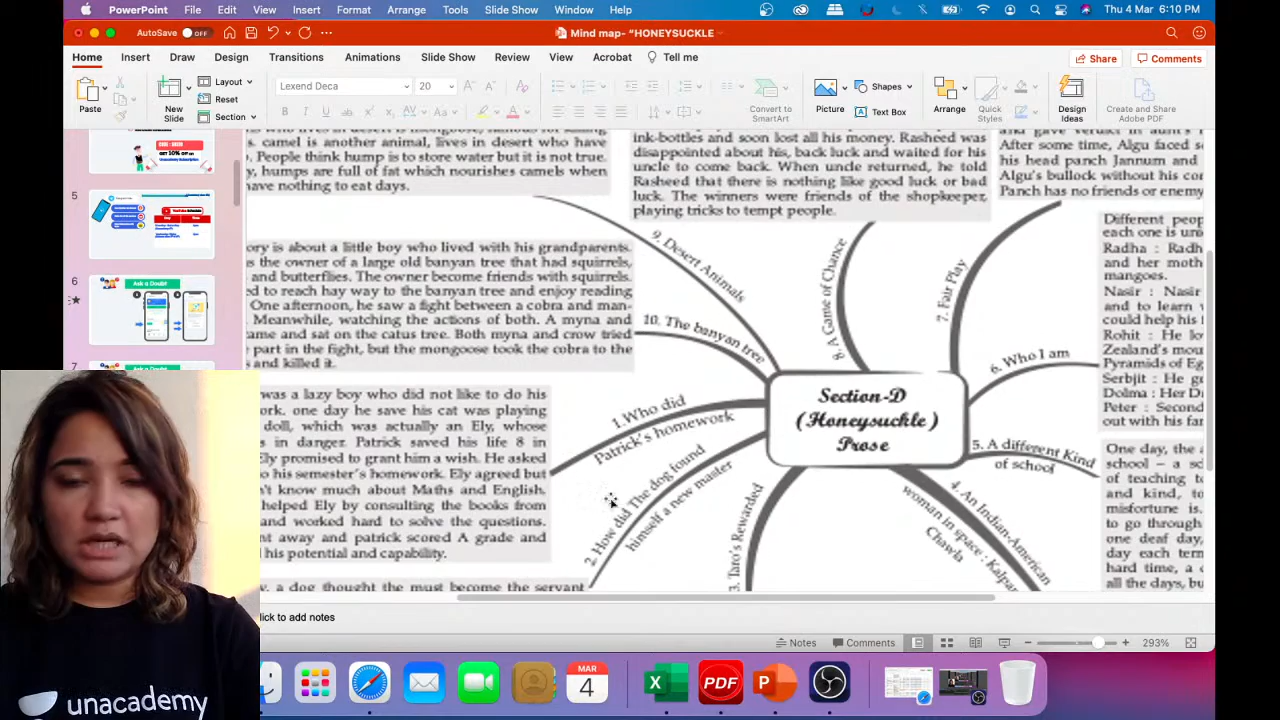 PowerPoint File Edit View Insert Format Arrange Tools Slide Show Window Help
Thu 4 Mar 6:10 PM
AutoSave OFF
Mind map- “HONEYSUCKLE
Home Insert Draw Design Transitions Animations Slide Show Review View Acrobat Tell me
Share Comments
Paste
New Slide
Layout
Reset
Section
Lexend Deca 20
Convert to SmartArt
Picture
Shapes
Text Box
Arrange
Quick Styles
Design Ideas
Create and Share Adobe PDF
GET 10% OFF on
5
6
Ask a Doubt
7
camel is another animal, lives in desert who have
. People think hump is to store water but it is not true.
y, humps are full of fat which nourishes camels when
have nothing to eat days.
ink-bottles and soon lost all his money. Rasheed was
disappointed about his, back luck and waited for his
uncle to come back. When uncle returned, he told
Rasheed that there is nothing like good luck or bad
luck. The winners were friends of the shopkeeper,
playing tricks to tempt people.
and gave verdict in aunt's
After some time, Algu faced s
his head panch Jannum and
Algu's bullock without his con
Panch has no friends or enemy
ory is about a little boy who lived with his grandparents.
is the owner of a large old banyan tree that had squirrels,
and butterflies. The owner become friends with squirrels.
ed to reach hay way to the banyan tree and enjoy reading
One afternoon, he saw a fight between a cobra and man-
. Meanwhile, watching the actions of both. A myna and
came and sat on the catus tree. Both myna and crow tried
part in the fight, but the mongoose took the cobra to the
and killed it.
was a lazy boy who did not like to do his
ork. one day he save his cat was playing
doll, which was actually an Ely, whose
s in danger. Patrick saved his life 8 in
Ely promised to grant him a wish. He asked
o his semester's homework. Ely agreed but
't know much about Maths and English.
helped Ely by consulting the books from
and worked hard to solve the questions.
nt away and patrick scored A grade and
his potential and capability.
, a dog thought the must become the servant
Section-D
(Honeysuckle)
Prose
1.Who did
Patrick's homework
2. How did The dog found
himself a new master
3. Taro's Rewarded
4. An Indian-American
woman in space : Kalpan
Chawla
5. A different Kind
of school
6. Who I am
7. Fair Play
8. A Game of Chance
9. Desert Animals
10. The banyan tree
Different peop
each one is uni
Radha : Radh
and her moth
mangoes.
Nasir : Nasir
and to learn
could help his
Rohit : He lo
Zealand's mou
Pyramids of Eg
Serbjit : He g
Dolma : Her D
Peter : Second
out with his fa
One day, the
school – a s
of teaching t
and kind, to
misfortune is.
to go through
one deaf day,
day each term
hard time, a
all the days, bu
lick to add notes
Notes Comments 293%
MAR
4
PDF
unacademy